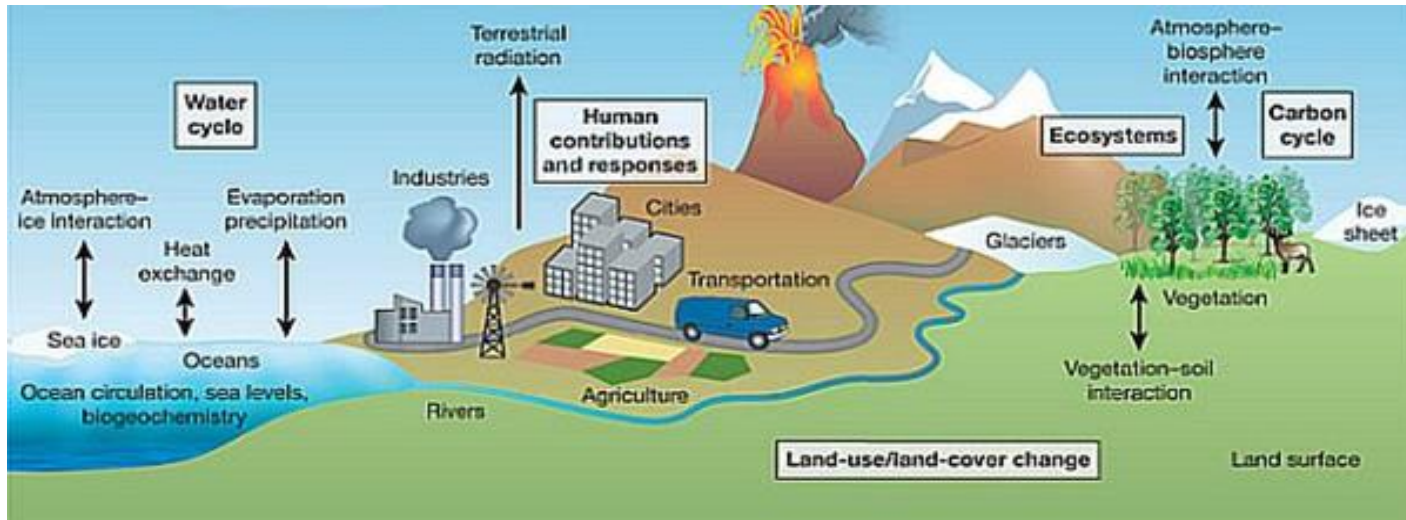 Terrestrial
radiation
Atmosphere–
biosphere
interaction
Water
cycle
Human
contributions
and responses
Ecosystems
Carbon
cycle
Industries
Atmosphere–
ice interaction
Evaporation
precipitation
Heat
exchange
Cities
Transportation
Glaciers
Ice
sheet
Vegetation
Sea ice
Oceans
Ocean circulation, sea levels,
biogeochemistry
Rivers
Agriculture
Vegetation–soil
interaction
Land-use/land-cover change
Land surface